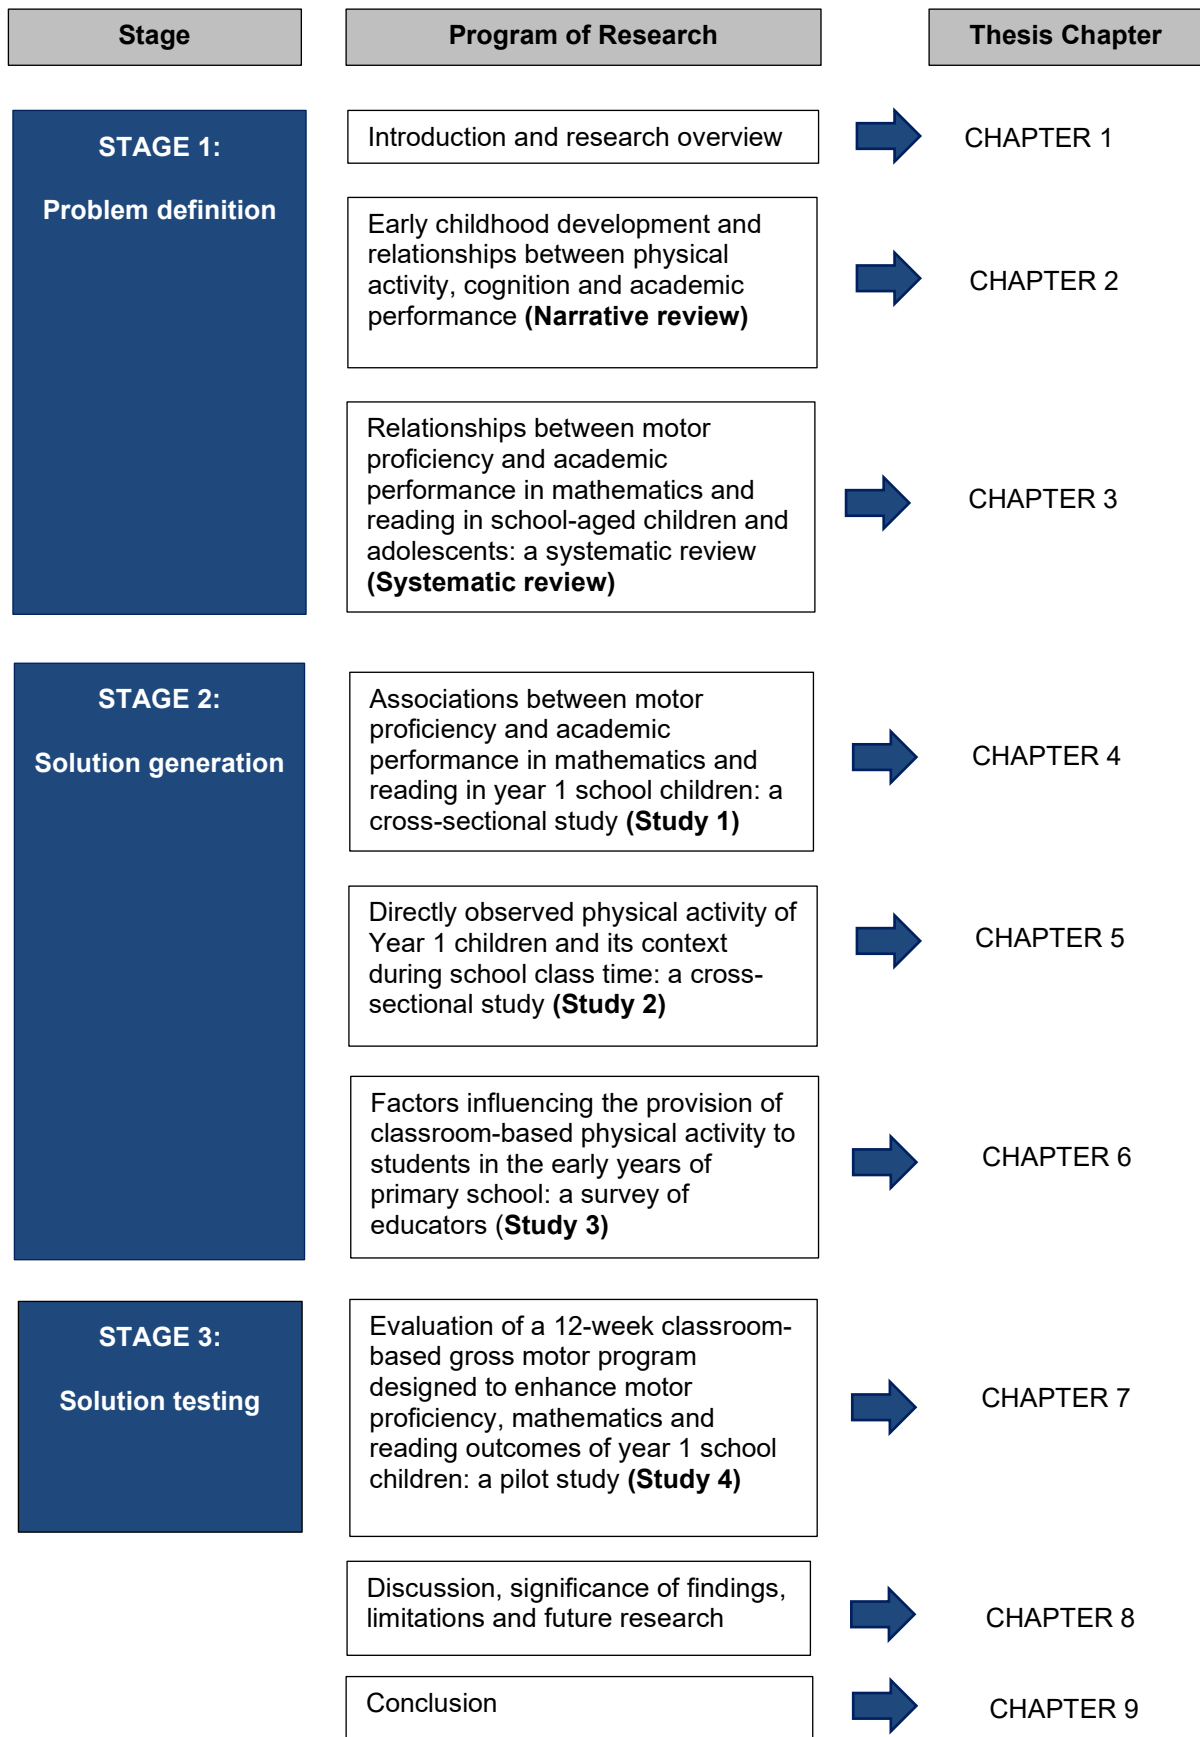 Stage
Program of Research
Thesis Chapter
STAGE 1:
Problem definition
Introduction and research overview
CHAPTER 1
Early childhood development and
relationships between physical
activity, cognition and academic
performance (Narrative review)
CHAPTER 2
Relationships between motor
proficiency and academic
performance in mathematics and
reading in school-aged children and
adolescents: a systematic review
(Systematic review)
CHAPTER 3
STAGE 2:
Solution generation
Associations between motor
proficiency and academic
performance in mathematics and
reading in year 1 school children: a
cross-sectional study (Study 1)
CHAPTER 4
Directly observed physical activity of
Year 1 children and its context
during school class time: a cross-
sectional study (Study 2)
CHAPTER 5
Factors influencing the provision of
classroom-based physical activity to
students in the early years of
primary school: a survey of
educators (Study 3)
CHAPTER 6
STAGE 3:
Solution testing
Evaluation of a 12-week classroom-
based gross motor program
designed to enhance motor
proficiency, mathematics and
reading outcomes of year 1 school
children: a pilot study (Study 4)
CHAPTER 7
Discussion, significance of findings,
limitations and future research
CHAPTER 8
Conclusion
CHAPTER 9